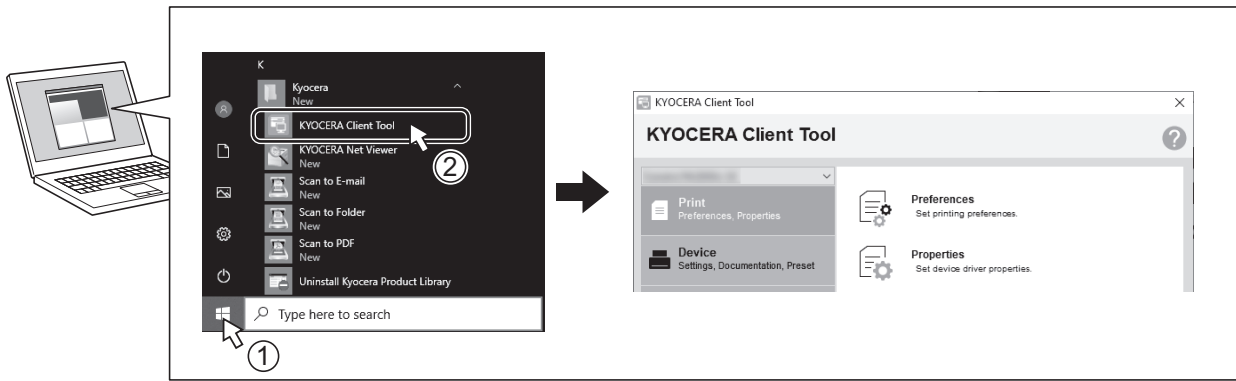 K
Kyocera
New
KYOCERA Client Tool
KYOCERA Net Viewer
New
Scan to E-mail
New
Scan to Folder
New
Scan to PDF
New
Uninstall Kyocera Product Library
Type here to search
①
②
KYOCERA Client Tool
KYOCERA Client Tool
?
Print
Preferences, Properties
Device
Settings, Documentation, Preset
Preferences
Set printing preferences.
Properties
Set device driver properties.